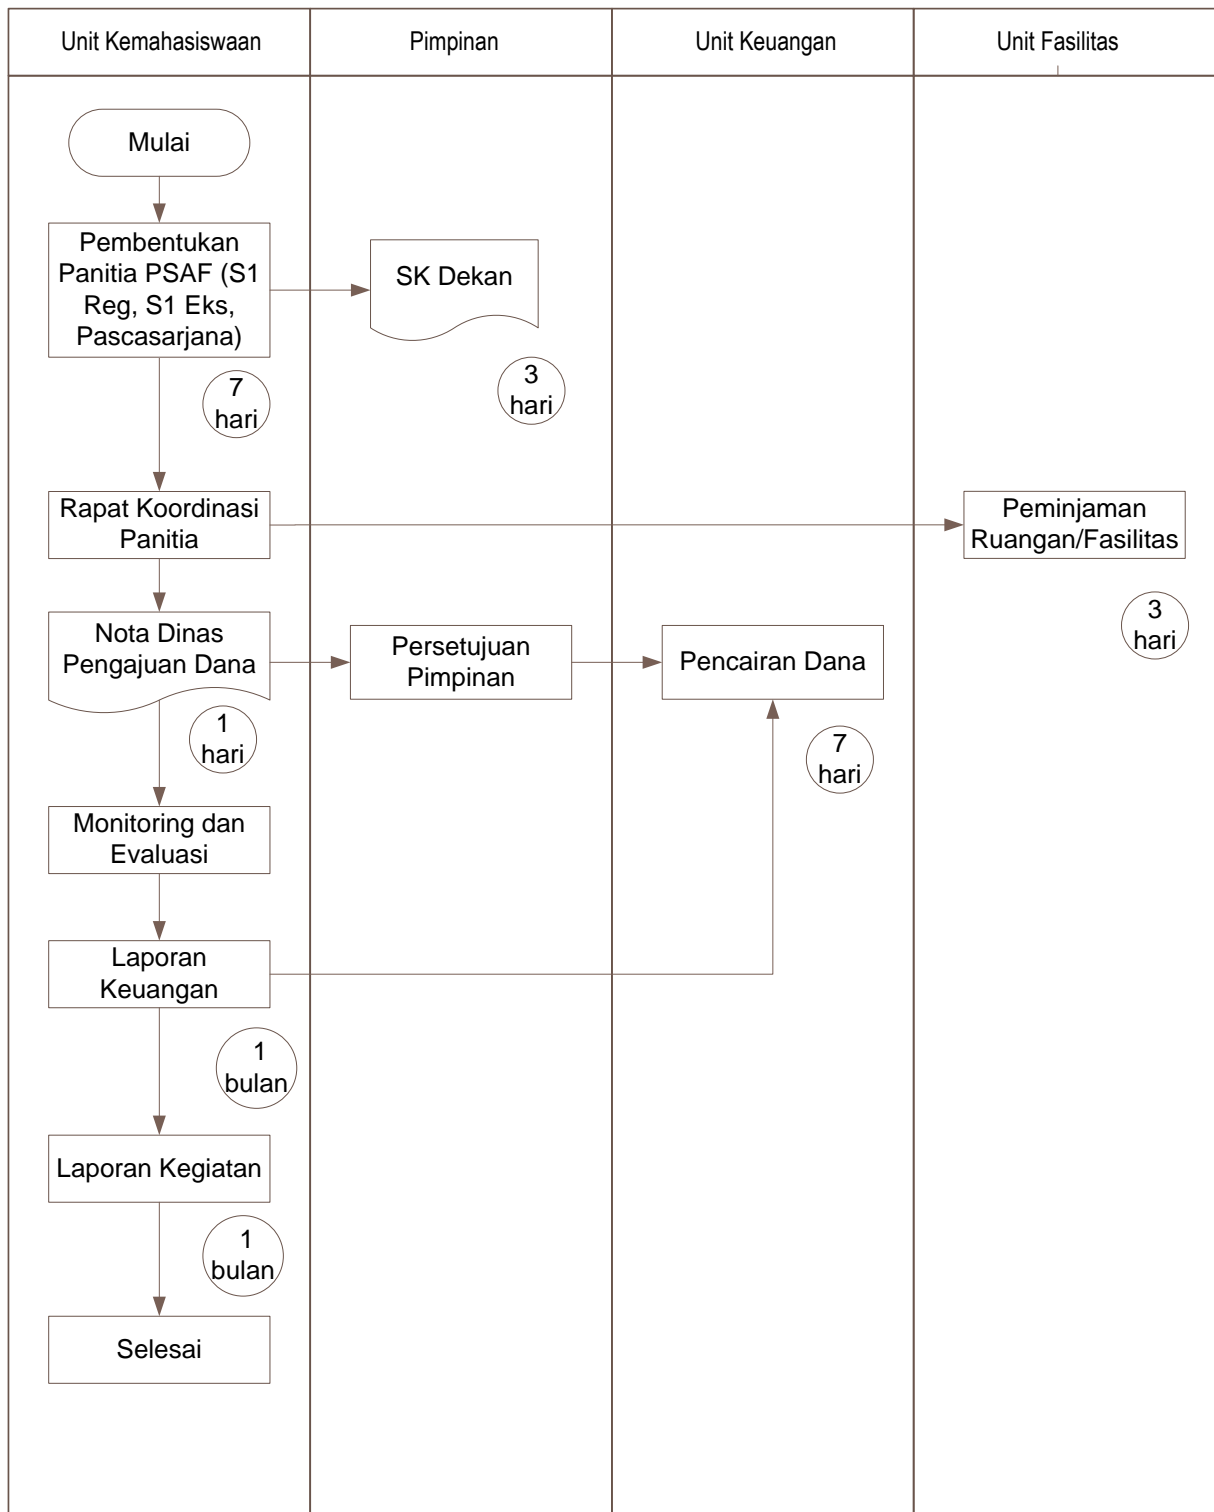 Unit Kemahasiswaan
Pimpinan
Unit Keuangan
Unit Fasilitas
Mulai
Pembentukan
Panitia PSAF (S1
Reg, S1 Eks,
Pascasarjana)
SK Dekan
7
hari
3
hari
Rapat Koordinasi
Panitia
Peminjaman
Ruangan/Fasilitas
3
hari
Nota Dinas
Pengajuan Dana
Persetujuan
Pimpinan
Pencairan Dana
1
hari
7
hari
Monitoring dan
Evaluasi
Laporan
Keuangan
1
bulan
Laporan Kegiatan
1
bulan
Selesai